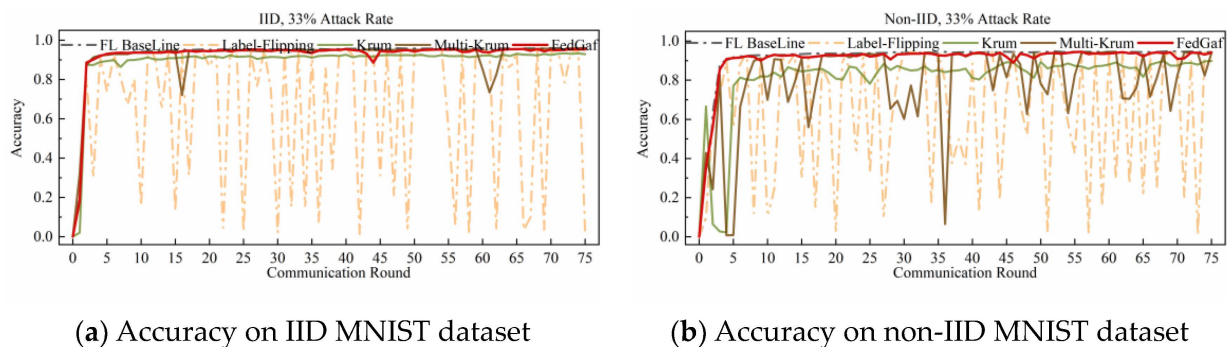 IID, 33% Attack Rate
FL BaseLine Label-Flipping Krum Multi-Krum FedGaf
1.0
0.8
0.6
0.4
0.2
0.0
Accuracy
0 5 10 15 20 25 30 35 40 45 50 55 60 65 70 75
Communication Round
(a) Accuracy on IID MNIST dataset
Non-IID, 33% Attack Rate
FL BaseLine Label-Flipping Krum Multi-Krum FedGaf
1.0
0.8
0.6
0.4
0.2
0.0
Accuracy
0 5 10 15 20 25 30 35 40 45 50 55 60 65 70 75
Communication Round
(b) Accuracy on non-IID MNIST dataset